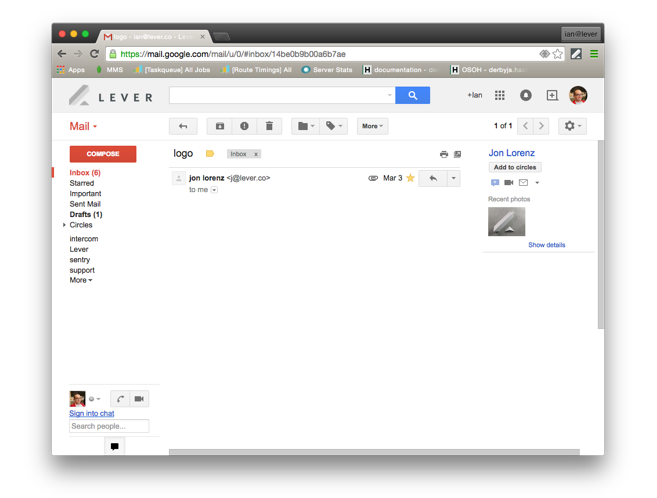 logo - ian@lever.co - Le
ian@lever
https://mail.google.com/mail/u/0/#inbox/14be0b9b00a6b7ae
Apps MMS [Taskqueue] All Jobs [Route Timings] All Server Stats documentation - de OSOH - derbyjs.ha
LEVER
+Ian
Mail
More
1 of 1
COMPOSE
Inbox (6)
Starred
Important
Sent Mail
Drafts (1)
Circles
intercom
Lever
sentry
support
More
logo Inbox x
jon lorenz <j@lever.co> Mar 3
to me
Jon Lorenz
Add to circles
Recent photos
Show details
Sign into chat
Search people...